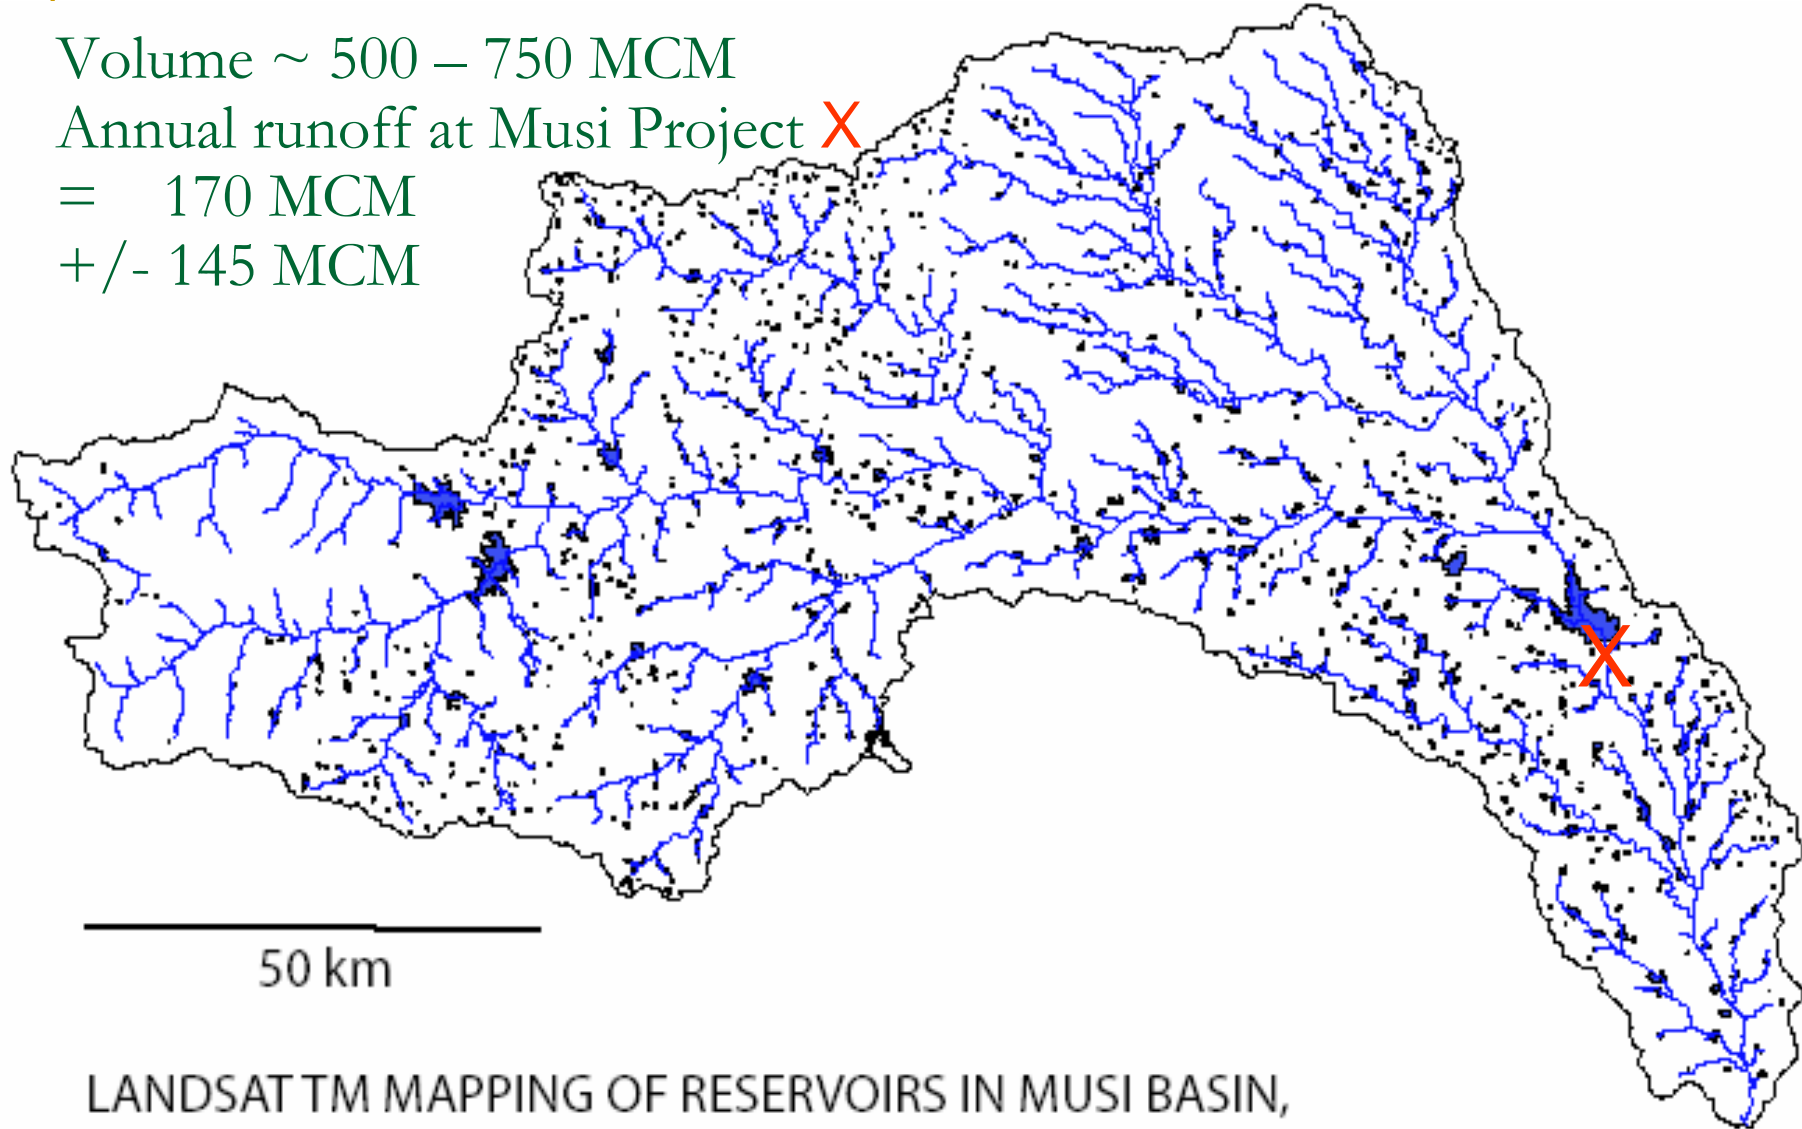 Volume ~ 500 – 750 MCM
Annual runoff at Musi Project X
= 170 MCM
+/- 145 MCM
X
50 km
LANDSAT TM MAPPING OF RESERVOIRS IN MUSI BASIN,